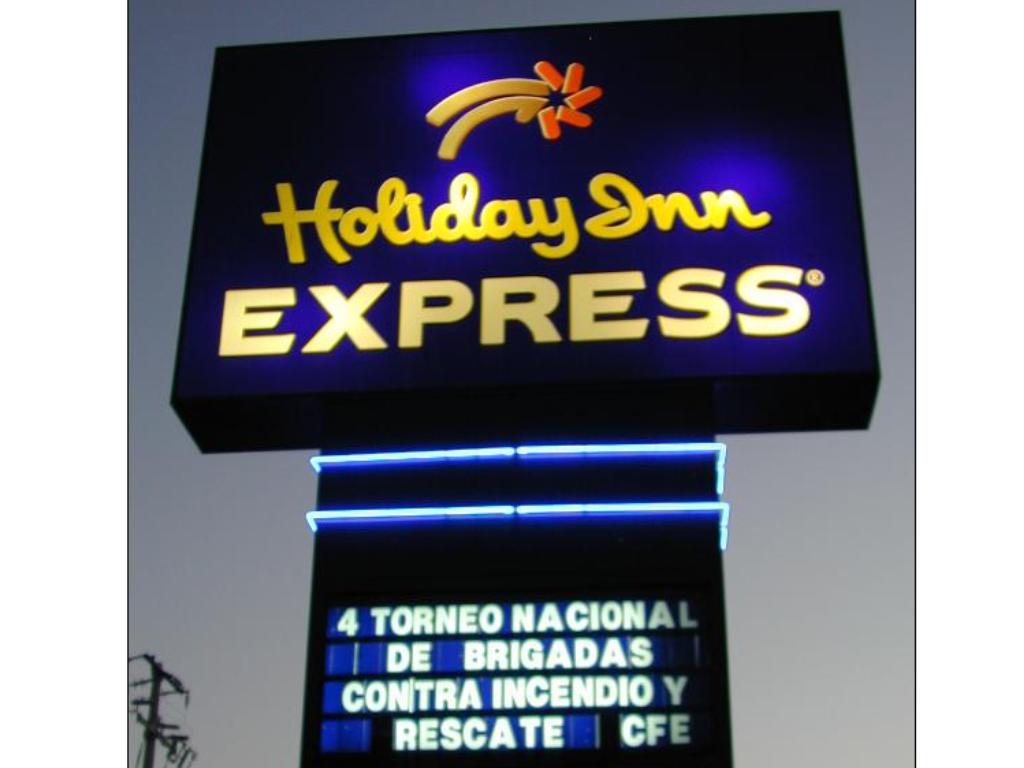 Holiday Inn
EXPRESS®
4 TORNEO NACIONAL
DE BRIGADAS
CONTRA INCENDIO Y
RESCATE CFE